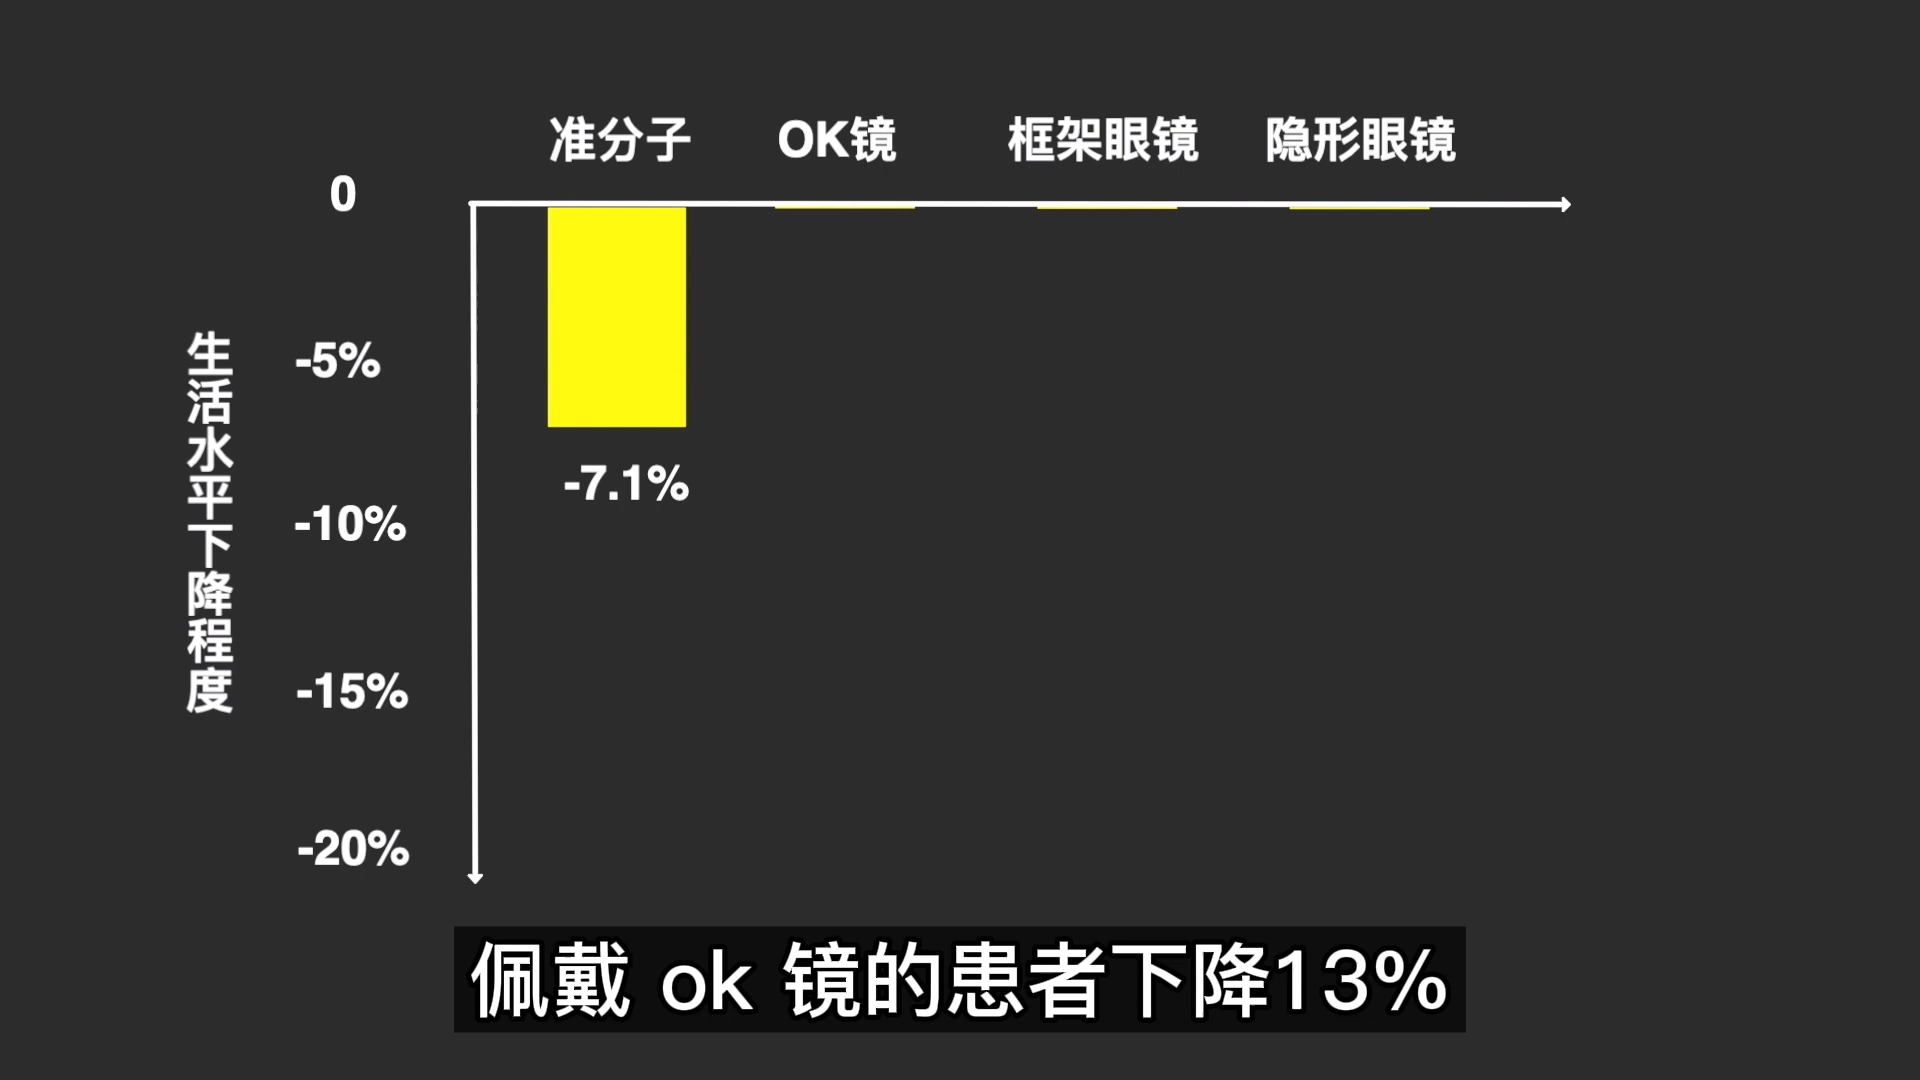 准分子 OK镜 框架眼镜 隐形眼镜
0
-5%
-10%
-15%
-20%
生活水平下降程度
-7.1%
佩戴 ok 镜的患者下降13%